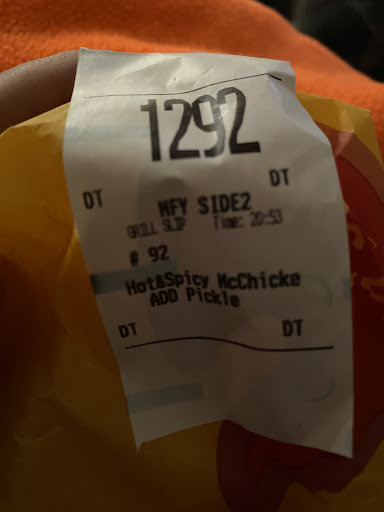 1292
DT DT
MFY SIDE2
GRILL SLIP Time: 20:53
# 92
Hot&Spicy McChicke
ADD Pickle
DT DT